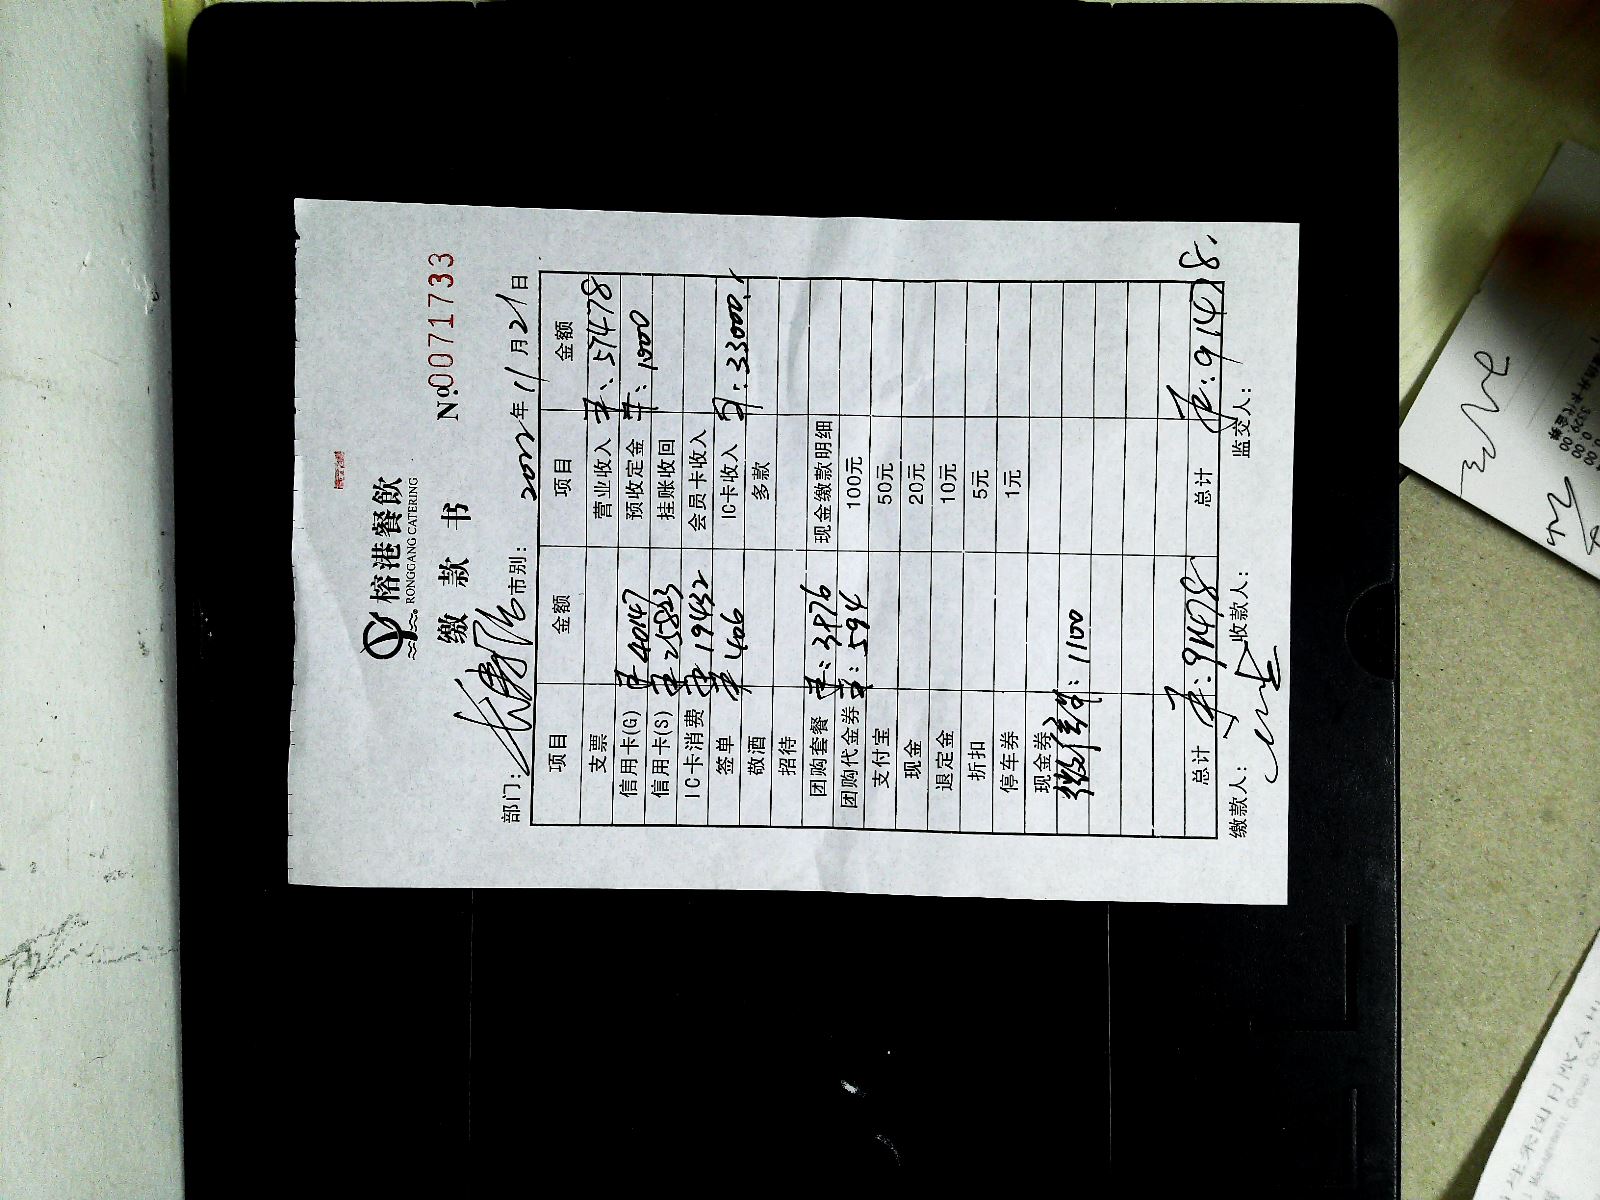 榕港餐飲
RONGGANG CATERING
缴 款 书 №0071733
部门: 市别: 2022年11月21日
项目 金额 项目 金额
支票 营业收入 ¥:57478
信用卡(G) ¥40147 预收定金 ¥:1000
信用卡(S) ¥25823 挂账收回
IC卡消费 ¥19432 会员卡收入
签单 ¥406 IC卡收入 ¥:33000.
敬酒 多款
招待
团购套餐 ¥:3976 现金缴款明细
团购代金券 ¥:594 100元
支付宝 50元
现金 20元
退定金 10元
折扣 5元
停车券 1元
现金券
:1100
总计 ¥:91478 总计 ¥:91478.
缴款人: 收款人: 监交人: